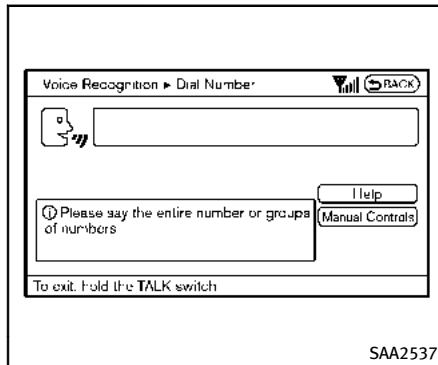 Voice Recognition ▸ Dial Number BACK
Help
ⓘ Please say the entire number or groups
of numbers
Manual Controls
To exit, hold the TALK switch
SAA2537